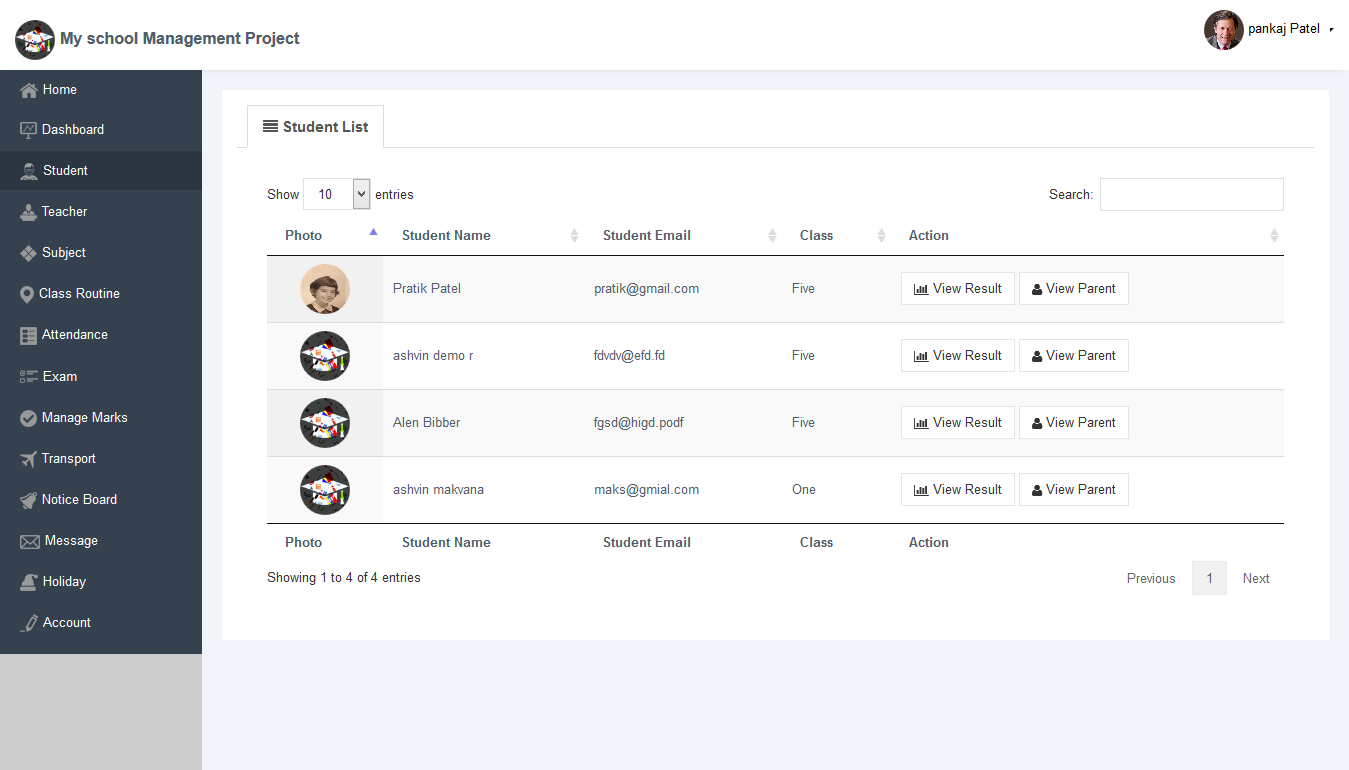 My school Management Project
pankaj Patel
Home
Dashboard
Student
Teacher
Subject
Class Routine
Attendance
Exam
Manage Marks
Transport
Notice Board
Message
Holiday
Account
Student List
Show 10 entries Search:
Photo Student Name Student Email Class Action
Pratik Patel pratik@gmail.com Five View Result View Parent
ashvin demo r fdvdv@efd.fd Five View Result View Parent
Alen Bibber fgsd@higd.podf Five View Result View Parent
ashvin makvana maks@gmial.com One View Result View Parent
Photo Student Name Student Email Class Action
Showing 1 to 4 of 4 entries Previous 1 Next